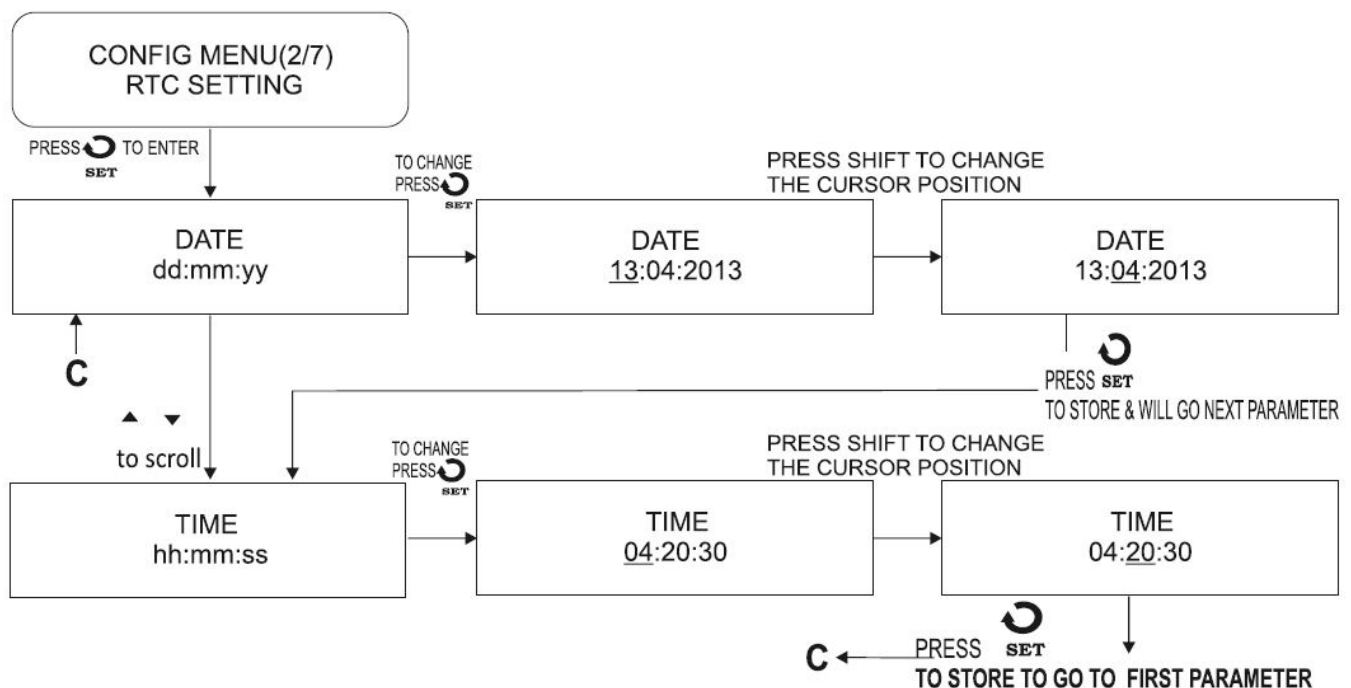 CONFIG MENU(2/7)
RTC SETTING
PRESS TO ENTER
SET
TO CHANGE
PRESS
SET
PRESS SHIFT TO CHANGE
THE CURSOR POSITION
DATE
dd:mm:yy
DATE
13:04:2013
DATE
13:04:2013
C
PRESS SET
TO STORE & WILL GO NEXT PARAMETER
to scroll
TO CHANGE
PRESS
SET
PRESS SHIFT TO CHANGE
THE CURSOR POSITION
TIME
hh:mm:ss
TIME
04:20:30
TIME
04:20:30
C
PRESS SET
TO STORE TO GO TO FIRST PARAMETER